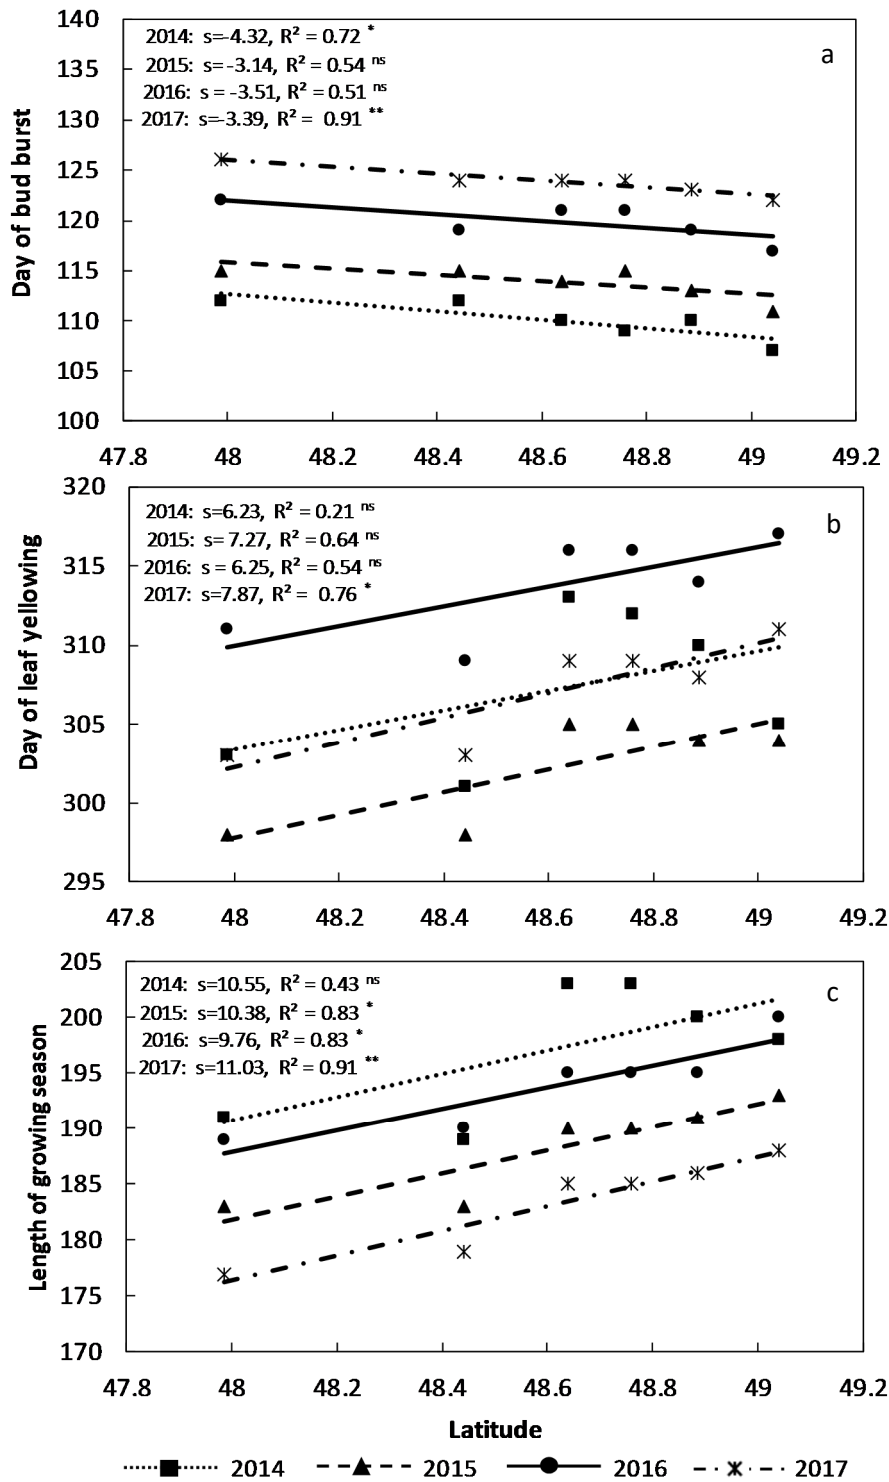 140
2014: s=-4.32, R² = 0.72 *
a
135
2015: s= -3.14, R² = 0.54 ns
2016: s = -3.51, R² = 0.51 ns
130
2017: s=-3.39, R² = 0.91 **
125
120
115
110
105
100
Day of bud burst
47.8 48 48.2 48.4 48.6 48.8 49 49.2
320
2014: s=6.23, R² = 0.21 ns
b
2015: s= 7.27, R² = 0.64 ns
315
2016: s = 6.25, R² = 0.54 ns
2017: s=7.87, R² = 0.76 *
310
305
300
295
Day of leaf yellowing
47.8 48 48.2 48.4 48.6 48.8 49 49.2
205
2014: s=10.55, R² = 0.43 ns
c
2015: s=10.38, R² = 0.83 *
200
2016: s=9.76, R² = 0.83 *
2017: s=11.03, R² = 0.91 **
195
190
185
180
175
170
Length of growing season
47.8 48 48.2 48.4 48.6 48.8 49 49.2
Latitude
2014 2015 2016 2017